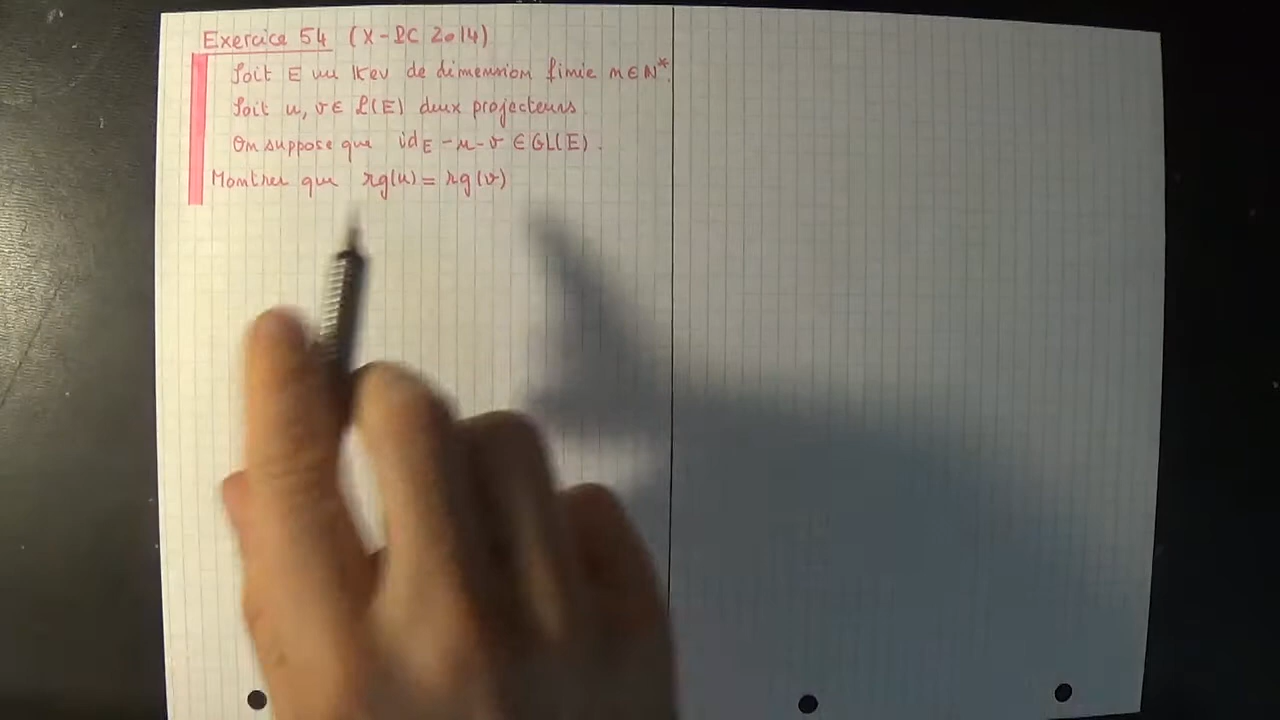 Exercice 54 (X-PC 2014)
Soit E un Kev de dimension finie n ∈ N*.
Soit u, v ∈ L(E) deux projecteurs
On suppose que id_E - u - v ∈ GL(E).
Montrer que rg(u) = rg(v)